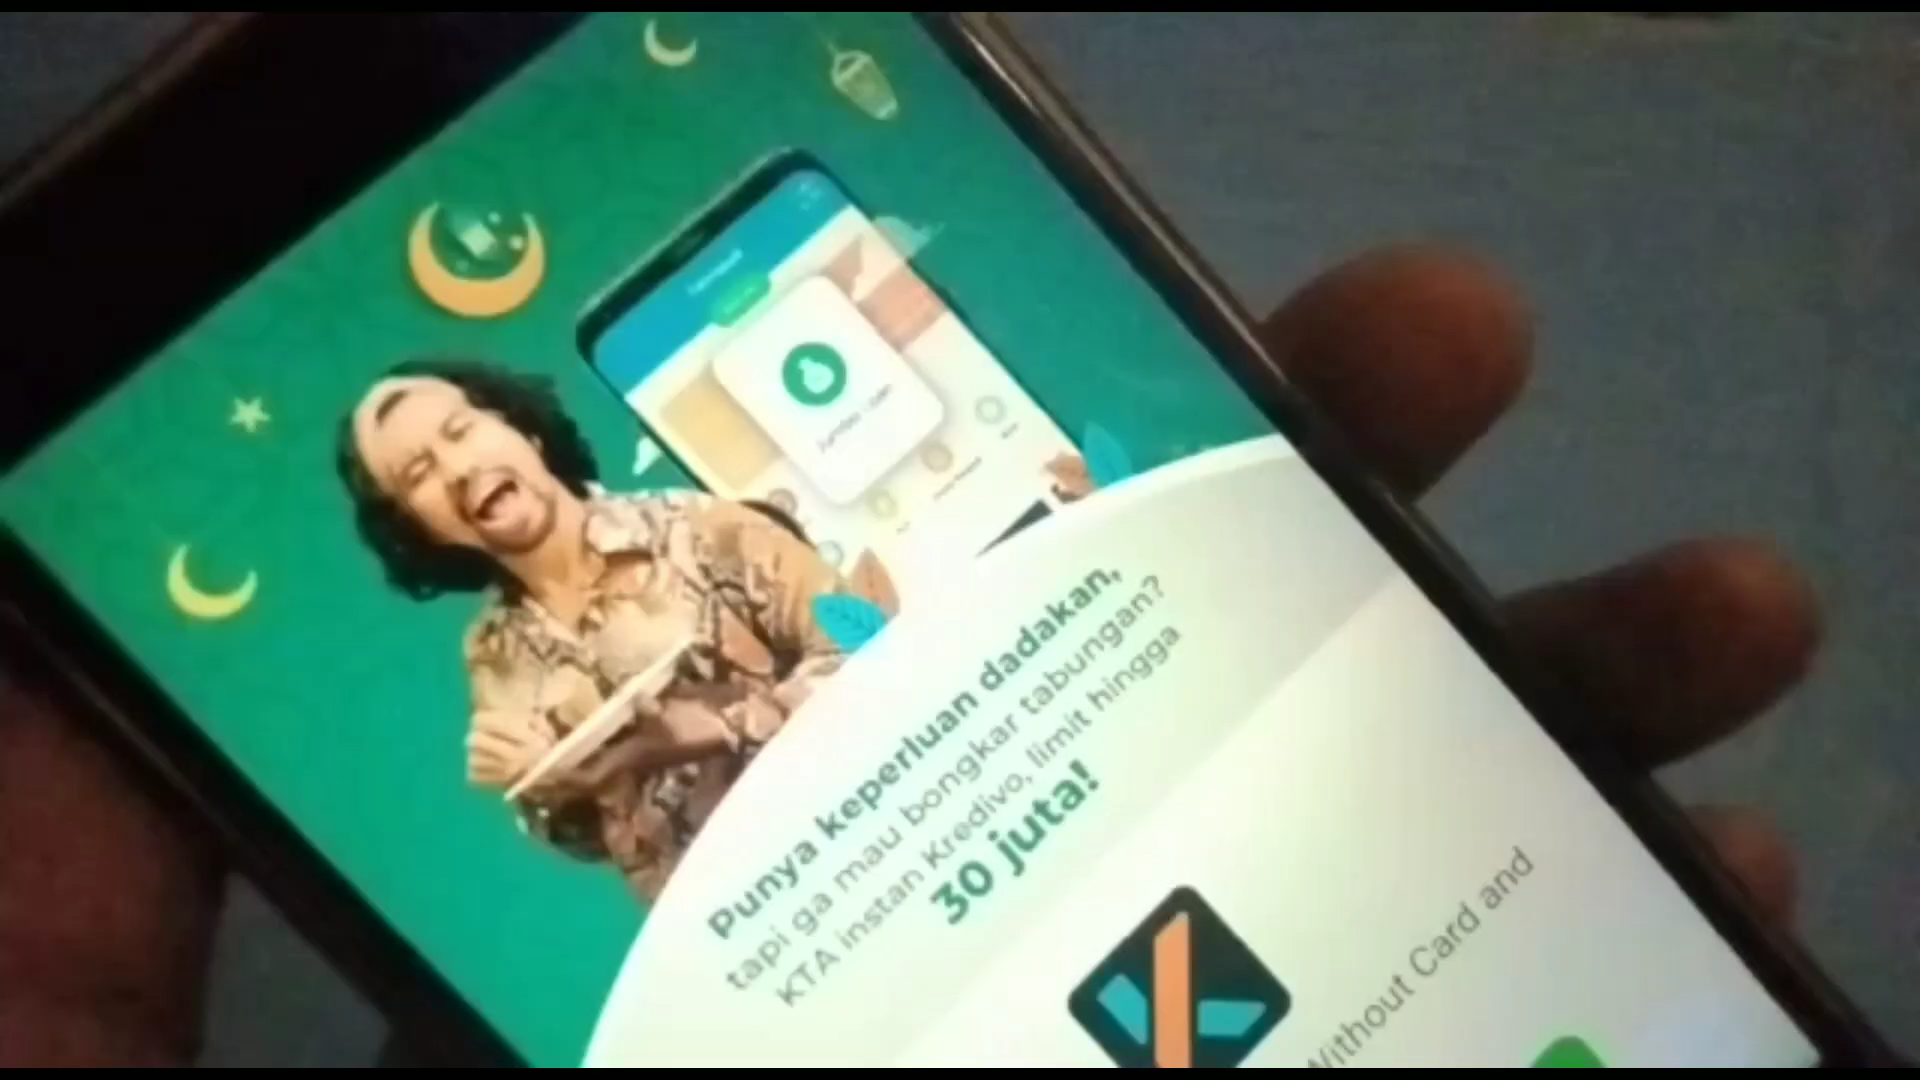 Punya keperluan dadakan,
tapi ga mau bongkar tabungan?
KTA instan Kredivo, limit hingga
30 juta!
Without Card and